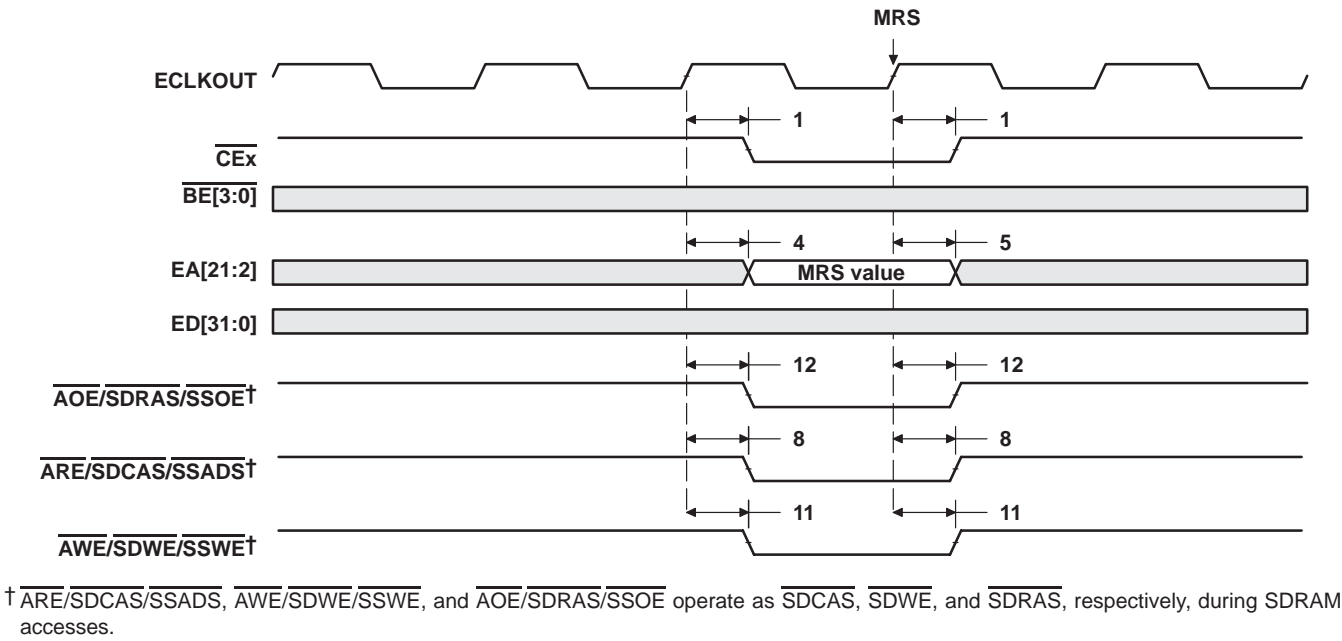 MRS
ECLKOUT
1 1
CEx
BE[3:0]
4 5
EA[21:2] MRS value
ED[31:0]
12 12
AOE/SDRAS/SSOE†
8 8
ARE/SDCAS/SSADS†
11 11
AWE/SDWE/SSWE†
† ARE/SDCAS/SSADS, AWE/SDWE/SSWE, and AOE/SDRAS/SSOE operate as SDCAS, SDWE, and SDRAS, respectively, during SDRAM
accesses.